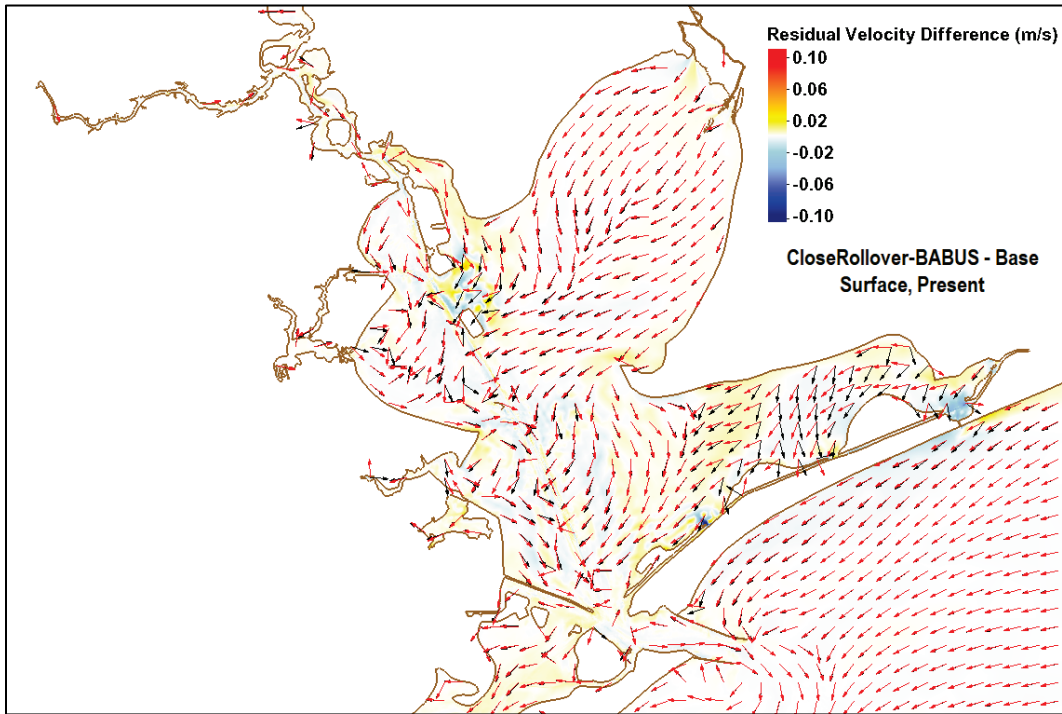 Residual Velocity Difference (m/s)
0.10
0.06
0.02
-0.02
-0.06
-0.10
CloseRollover-BABUS - Base
Surface, Present